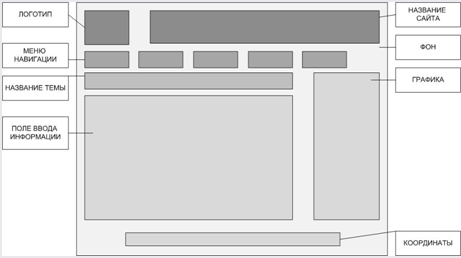 ЛОГОТИП
НАЗВАНИЕ
САЙТА
МЕНЮ
НАВИГАЦИИ
ФОН
НАЗВАНИЕ ТЕМЫ
ГРАФИКА
ПОЛЕ ВВОДА
ИНФОРМАЦИИ
КООРДИНАТЫ